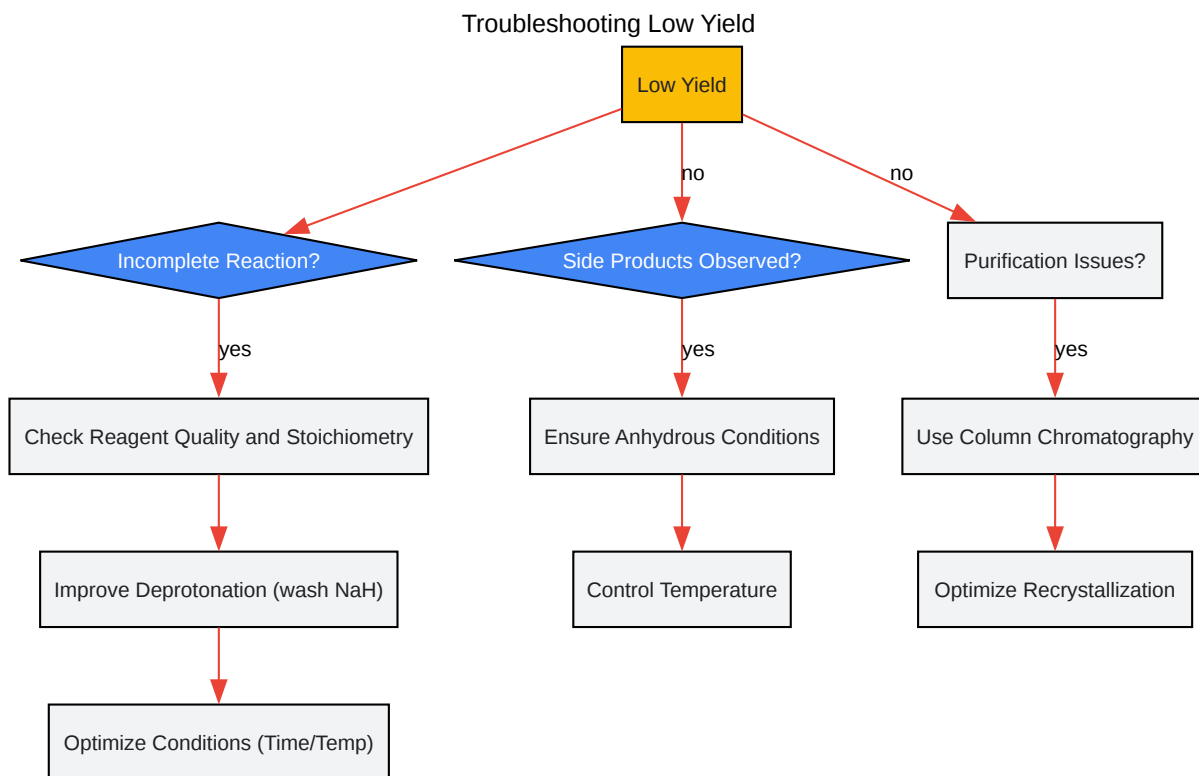 Troubleshooting Low Yield
Low Yield
no
no
Incomplete Reaction?
Side Products Observed?
Purification Issues?
yes
yes
yes
Check Reagent Quality and Stoichiometry
Ensure Anhydrous Conditions
Use Column Chromatography
Improve Deprotonation (wash NaH)
Control Temperature
Optimize Recrystallization
Optimize Conditions (Time/Temp)